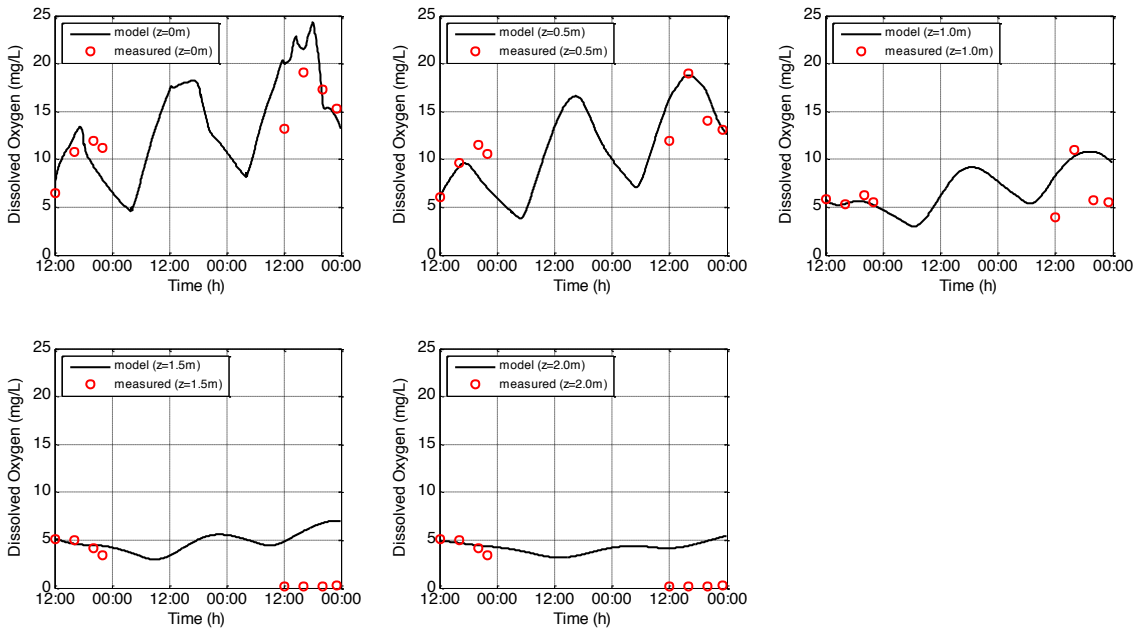 model (z=0m)
measured (z=0m)
25
20
15
10
5
0
Dissolved Oxygen (mg/L)
12:00 00:00 12:00 00:00 12:00 00:00
Time (h)
model (z=0.5m)
measured (z=0.5m)
25
20
15
10
5
0
Dissolved Oxygen (mg/L)
12:00 00:00 12:00 00:00 12:00 00:00
Time (h)
model (z=1.0m)
measured (z=1.0m)
25
20
15
10
5
0
Dissolved Oxygen (mg/L)
12:00 00:00 12:00 00:00 12:00 00:00
Time (h)
model (z=1.5m)
measured (z=1.5m)
25
20
15
10
5
0
Dissolved Oxygen (mg/L)
12:00 00:00 12:00 00:00 12:00 00:00
Time (h)
model (z=2.0m)
measured (z=2.0m)
25
20
15
10
5
0
Dissolved Oxygen (mg/L)
12:00 00:00 12:00 00:00 12:00 00:00
Time (h)